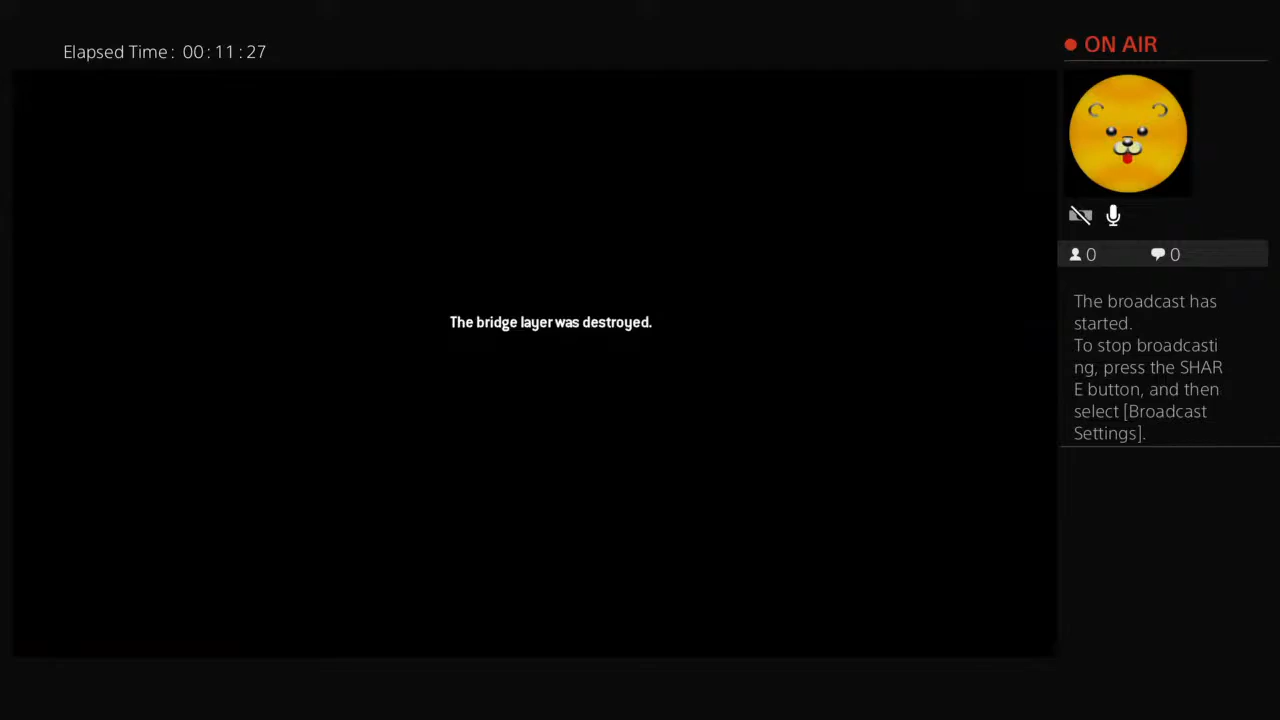 Elapsed Time: 00:11:27
ON AIR
0
0
The bridge layer was destroyed.
The broadcast has
started.
To stop broadcasti
ng, press the SHAR
E button, and then
select [Broadcast
Settings].